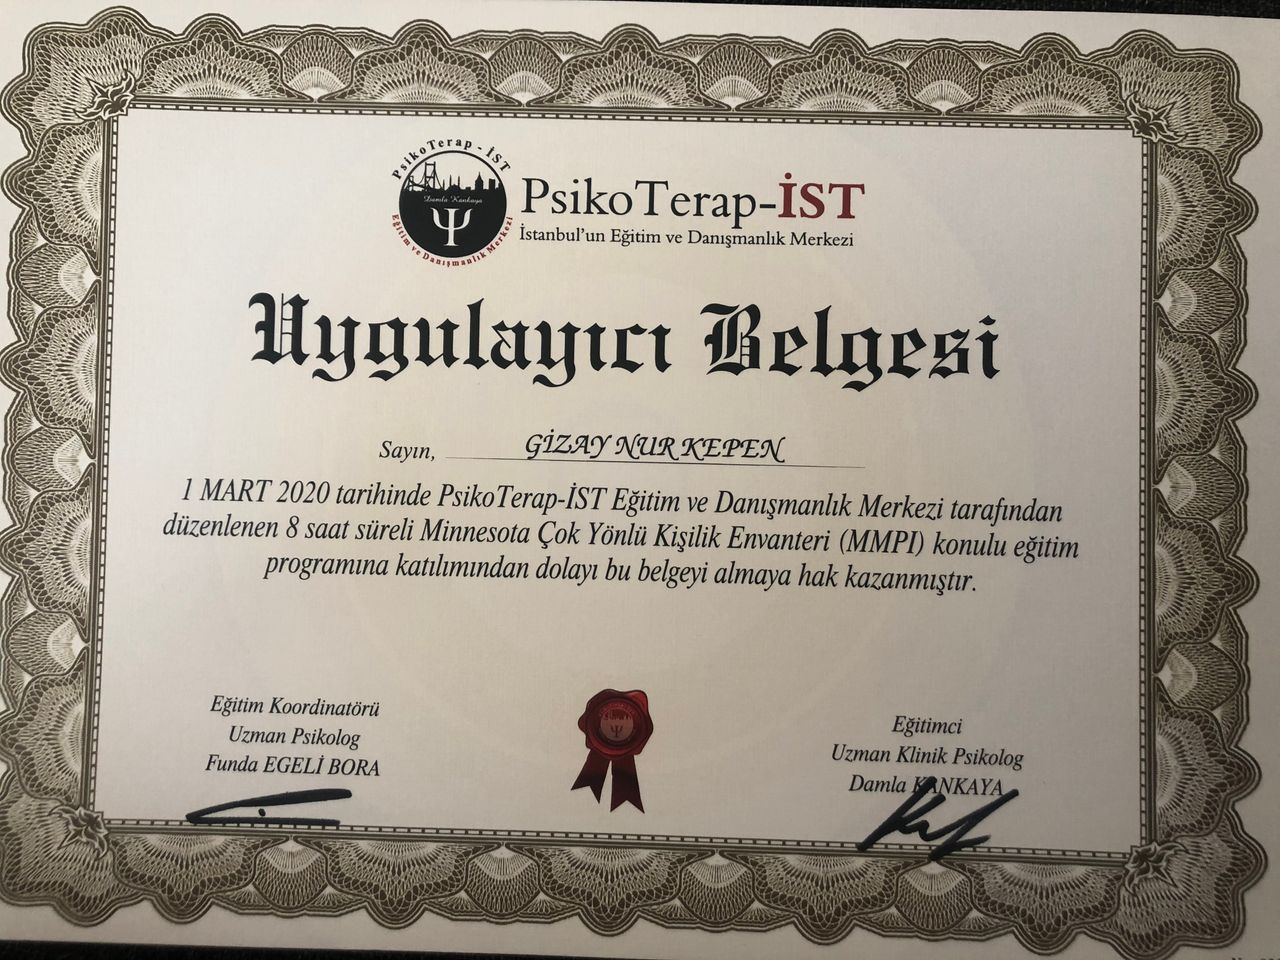 PsikoTerap - İST
Damla Kankaya
Eğitim ve Danışmanlık Merkezi
PsikoTerap-İST
İstanbul'un Eğitim ve Danışmanlık Merkezi
Uygulayıcı Belgesi
Sayın, GİZAY NUR KEPEN
1 MART 2020 tarihinde PsikoTerap-İST Eğitim ve Danışmanlık Merkezi tarafından
düzenlenen 8 saat süreli Minnesota Çok Yönlü Kişilik Envanteri (MMPI) konulu eğitim
programına katılımından dolayı bu belgeyi almaya hak kazanmıştır.
Eğitim Koordinatörü
Uzman Psikolog
Funda EGELİ BORA
Eğitimci
Uzman Klinik Psikolog
Damla KANKAYA